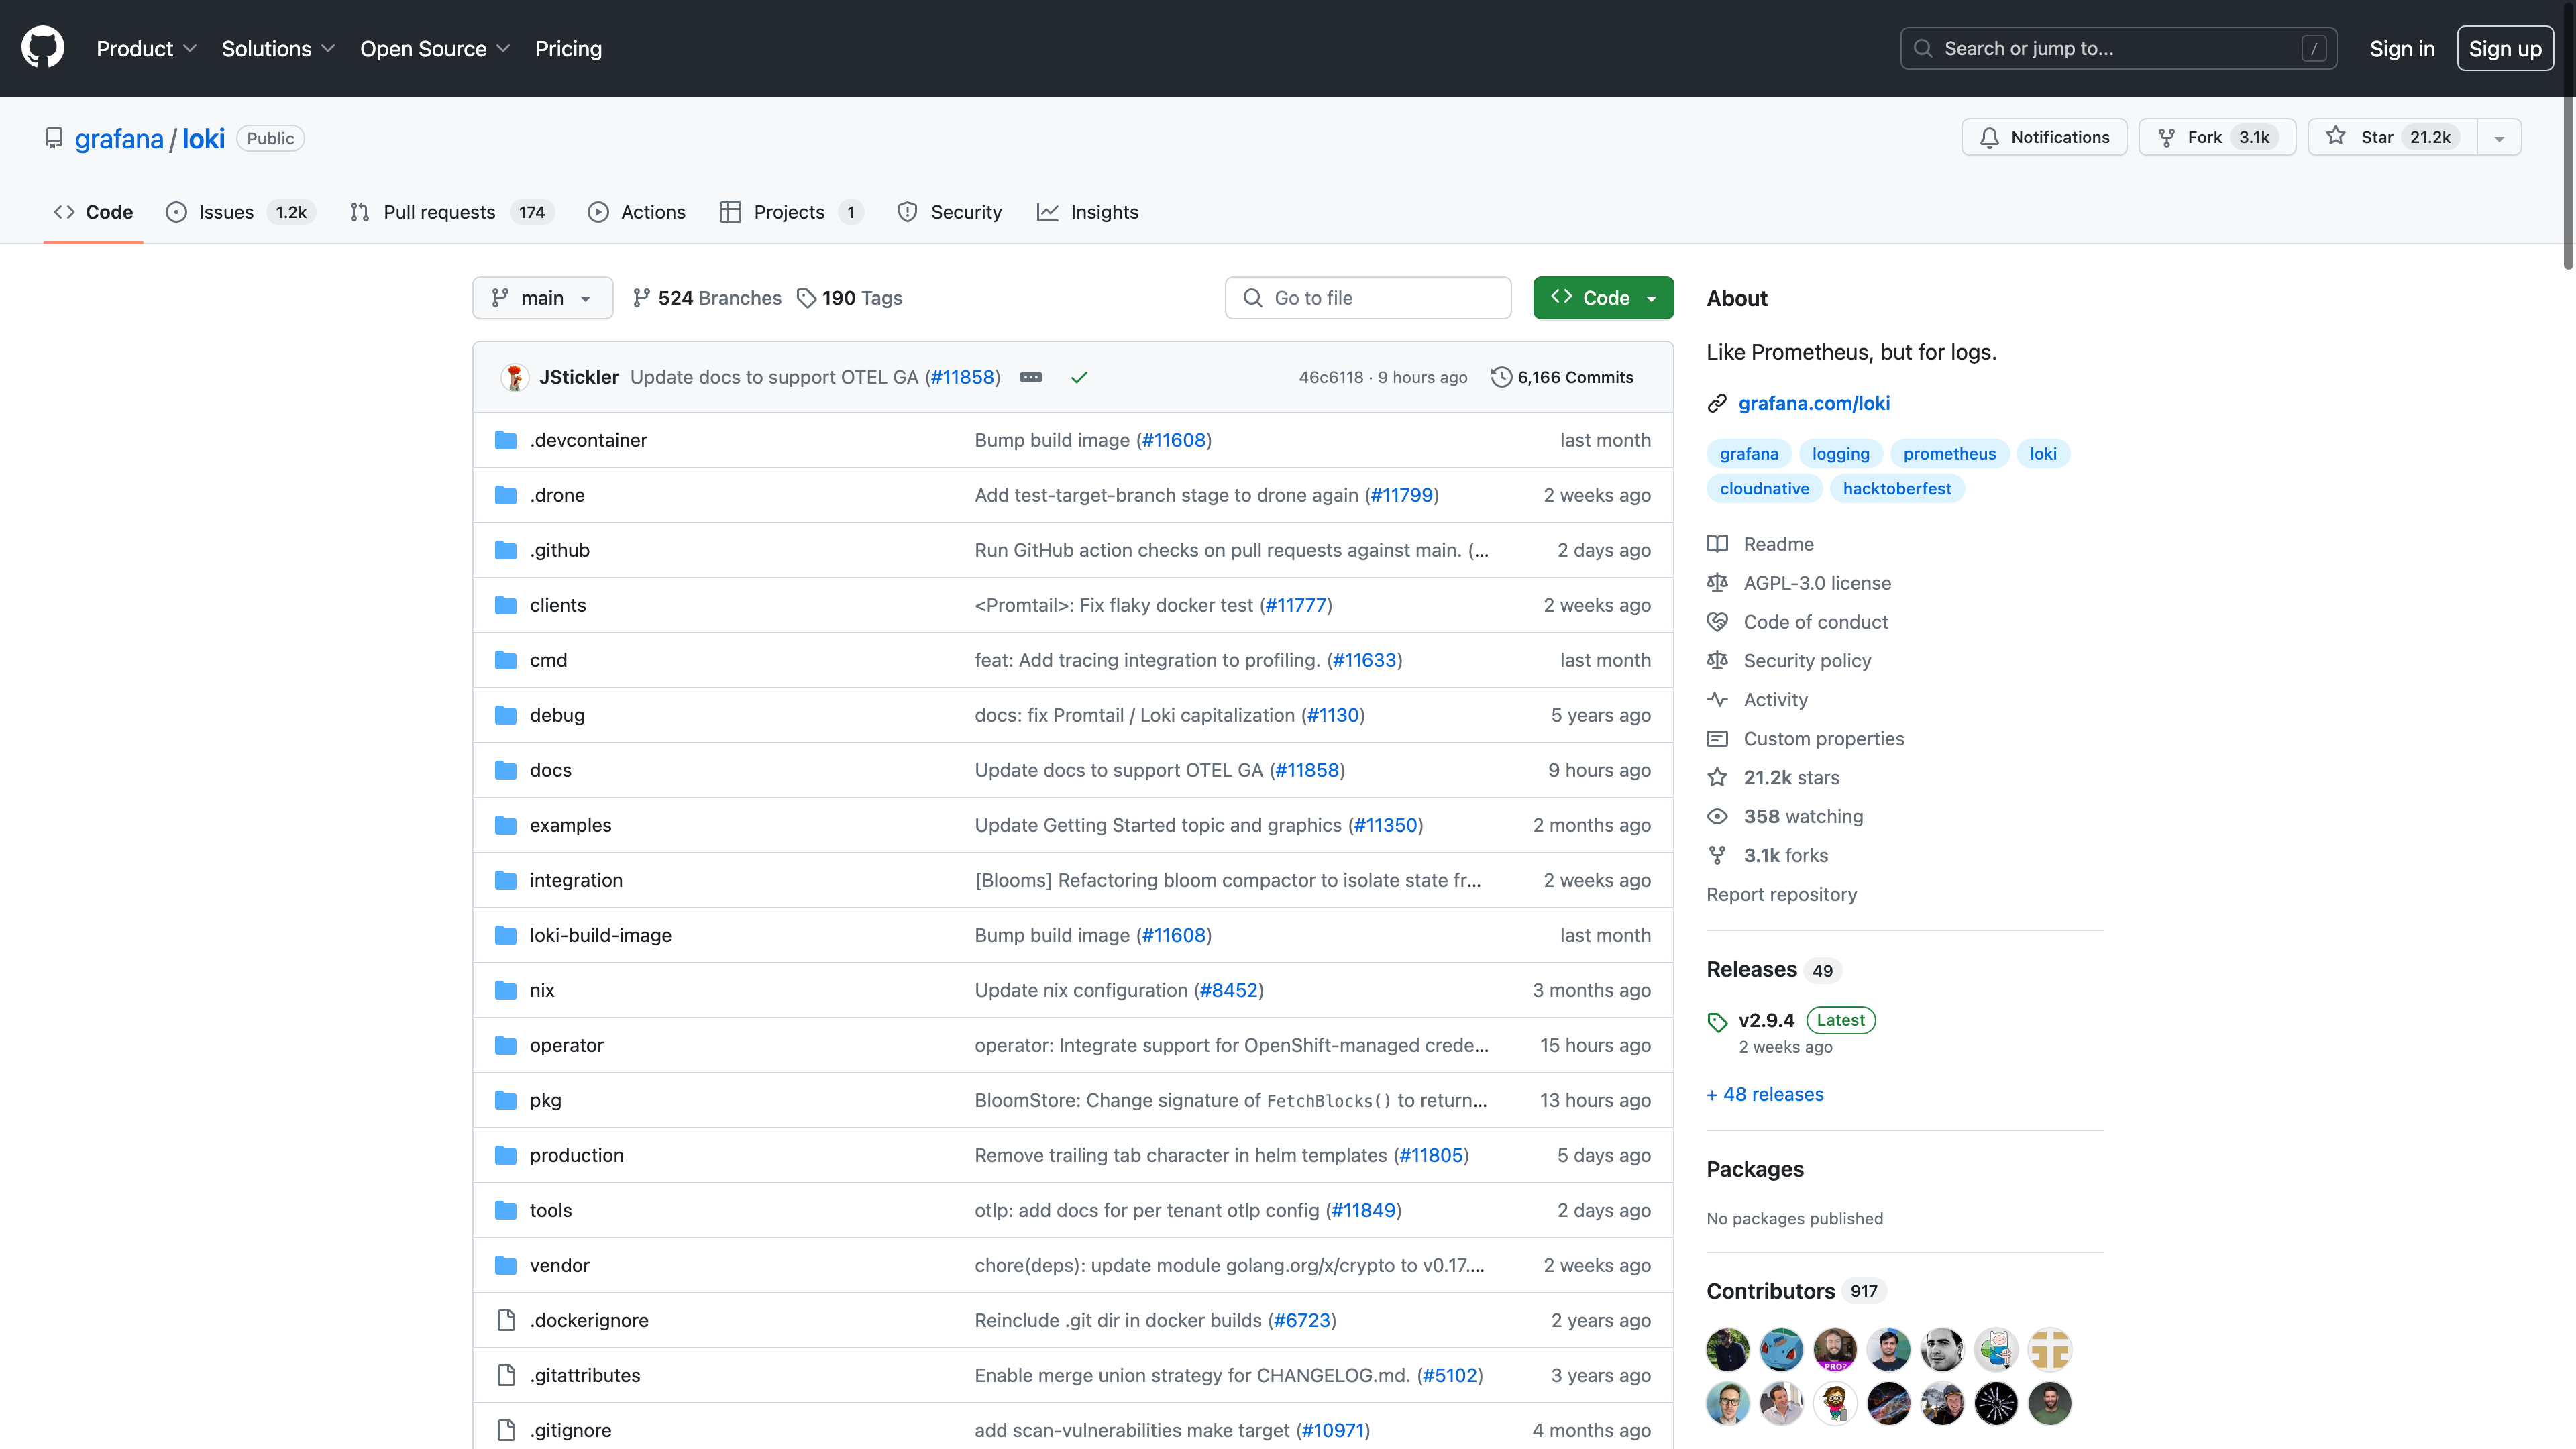 Product Solutions Open Source Pricing Search or jump to... / Sign in Sign up
grafana / loki Public Notifications Fork 3.1k Star 21.2k
Code Issues 1.2k Pull requests 174 Actions Projects 1 Security Insights
main 524 Branches 190 Tags Go to file Code
JStickler Update docs to support OTEL GA (#11858) 46c6118 · 9 hours ago 6,166 Commits
.devcontainer Bump build image (#11608) last month
.drone Add test-target-branch stage to drone again (#11799) 2 weeks ago
.github Run GitHub action checks on pull requests against main. (... 2 days ago
clients <Promtail>: Fix flaky docker test (#11777) 2 weeks ago
cmd feat: Add tracing integration to profiling. (#11633) last month
debug docs: fix Promtail / Loki capitalization (#1130) 5 years ago
docs Update docs to support OTEL GA (#11858) 9 hours ago
examples Update Getting Started topic and graphics (#11350) 2 months ago
integration [Blooms] Refactoring bloom compactor to isolate state fr... 2 weeks ago
loki-build-image Bump build image (#11608) last month
nix Update nix configuration (#8452) 3 months ago
operator operator: Integrate support for OpenShift-managed crede... 15 hours ago
pkg BloomStore: Change signature of FetchBlocks() to return... 13 hours ago
production Remove trailing tab character in helm templates (#11805) 5 days ago
tools otlp: add docs for per tenant otlp config (#11849) 2 days ago
vendor chore(deps): update module golang.org/x/crypto to v0.17.... 2 weeks ago
.dockerignore Reinclude .git dir in docker builds (#6723) 2 years ago
.gitattributes Enable merge union strategy for CHANGELOG.md. (#5102) 3 years ago
.gitignore add scan-vulnerabilities make target (#10971) 4 months ago
About
Like Prometheus, but for logs.
grafana.com/loki
grafana logging prometheus loki
cloudnative hacktoberfest
Readme
AGPL-3.0 license
Code of conduct
Security policy
Activity
Custom properties
21.2k stars
358 watching
3.1k forks
Report repository
Releases 49
v2.9.4 Latest
2 weeks ago
+ 48 releases
Packages
No packages published
Contributors 917
PRO?